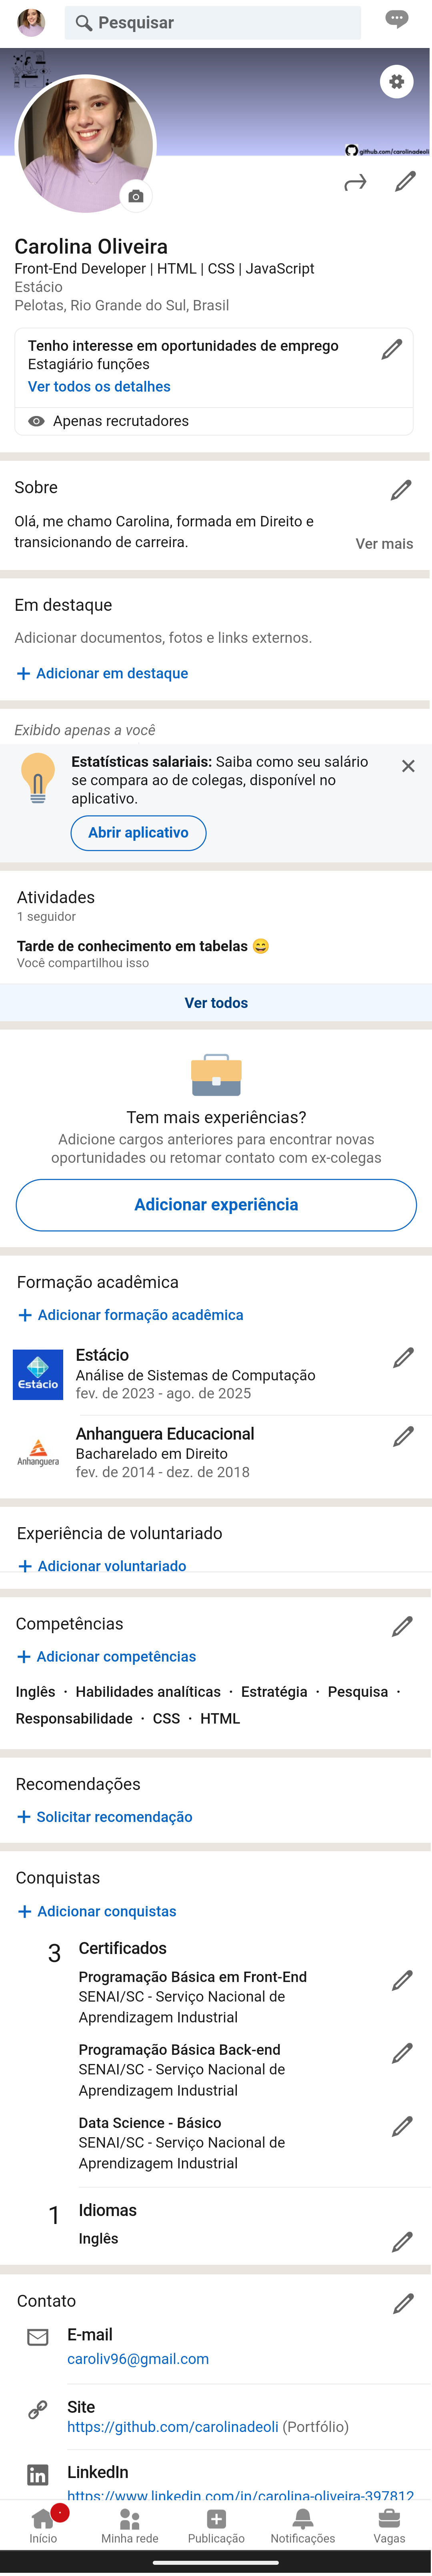 Pesquisar
github.com/carolinadeoli
Carolina Oliveira
Front-End Developer | HTML | CSS | JavaScript
Estácio
Pelotas, Rio Grande do Sul, Brasil
Tenho interesse em oportunidades de emprego
Estagiário funções
Ver todos os detalhes
Apenas recrutadores
Sobre
Olá, me chamo Carolina, formada em Direito e
transicionando de carreira.
Ver mais
Em destaque
Adicionar documentos, fotos e links externos.
+ Adicionar em destaque
Exibido apenas a você
Estatísticas salariais: Saiba como seu salário
se compara ao de colegas, disponível no
aplicativo.
Abrir aplicativo
Atividades
1 seguidor
Tarde de conhecimento em tabelas 😄
Você compartilhou isso
Ver todos
Tem mais experiências?
Adicione cargos anteriores para encontrar novas
oportunidades ou retomar contato com ex-colegas
Adicionar experiência
Formação acadêmica
+ Adicionar formação acadêmica
Estácio
Estácio
Análise de Sistemas de Computação
fev. de 2023 - ago. de 2025
Anhanguera
Anhanguera Educacional
Bacharelado em Direito
fev. de 2014 - dez. de 2018
Experiência de voluntariado
+ Adicionar voluntariado
Competências
+ Adicionar competências
Inglês · Habilidades analíticas · Estratégia · Pesquisa ·
Responsabilidade · CSS · HTML
Recomendações
+ Solicitar recomendação
Conquistas
+ Adicionar conquistas
3 Certificados
Programação Básica em Front-End
SENAI/SC - Serviço Nacional de
Aprendizagem Industrial
Programação Básica Back-end
SENAI/SC - Serviço Nacional de
Aprendizagem Industrial
Data Science - Básico
SENAI/SC - Serviço Nacional de
Aprendizagem Industrial
1 Idiomas
Inglês
Contato
E-mail
caroliv96@gmail.com
Site
https://github.com/carolinadeoli (Portfólio)
LinkedIn
https://www.linkedin.com/in/carolina-oliveira-397812
Início
Minha rede
Publicação
Notificações
Vagas